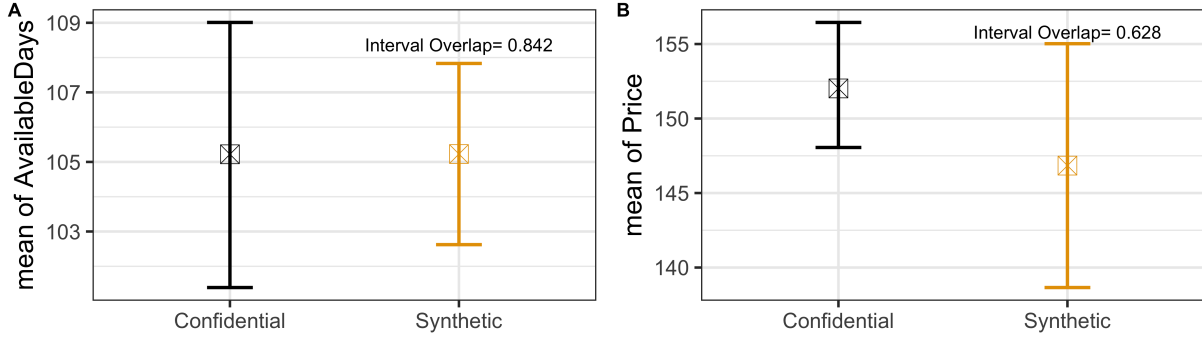 A
mean of AvailableDays
109
107
105
103
Interval Overlap= 0.842
Confidential
Synthetic
B
mean of Price
155
150
145
140
Interval Overlap= 0.628
Confidential
Synthetic